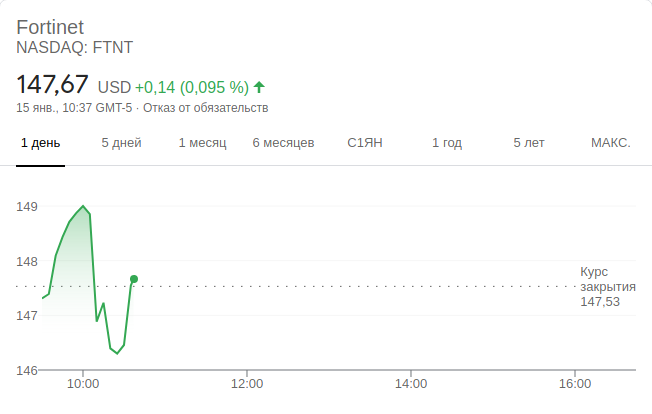 Fortinet
NASDAQ: FTNT
147,67 USD +0,14 (0,095 %)
15 янв., 10:37 GMT-5 · Отказ от обязательств
1 день 5 дней 1 месяц 6 месяцев С1ЯН 1 год 5 лет МАКС.
149
148
147
146
Курс
закрытия
147,53
10:00 12:00 14:00 16:00